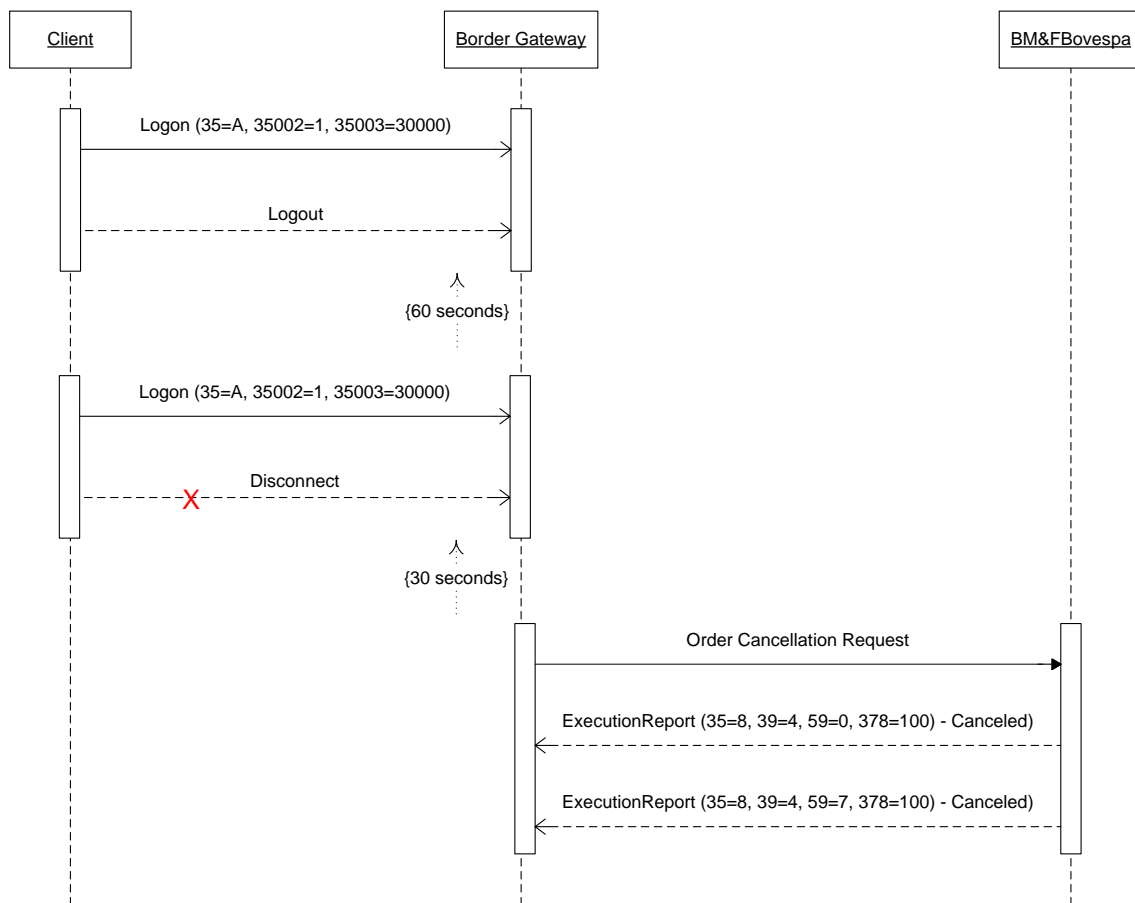 Client
Border Gateway
BM&FBovespa
Logon (35=A, 35002=1, 35003=30000)
Logout
{60 seconds}
Logon (35=A, 35002=1, 35003=30000)
Disconnect
X
{30 seconds}
Order Cancellation Request
ExecutionReport (35=8, 39=4, 59=0, 378=100) - Canceled)
ExecutionReport (35=8, 39=4, 59=7, 378=100) - Canceled)